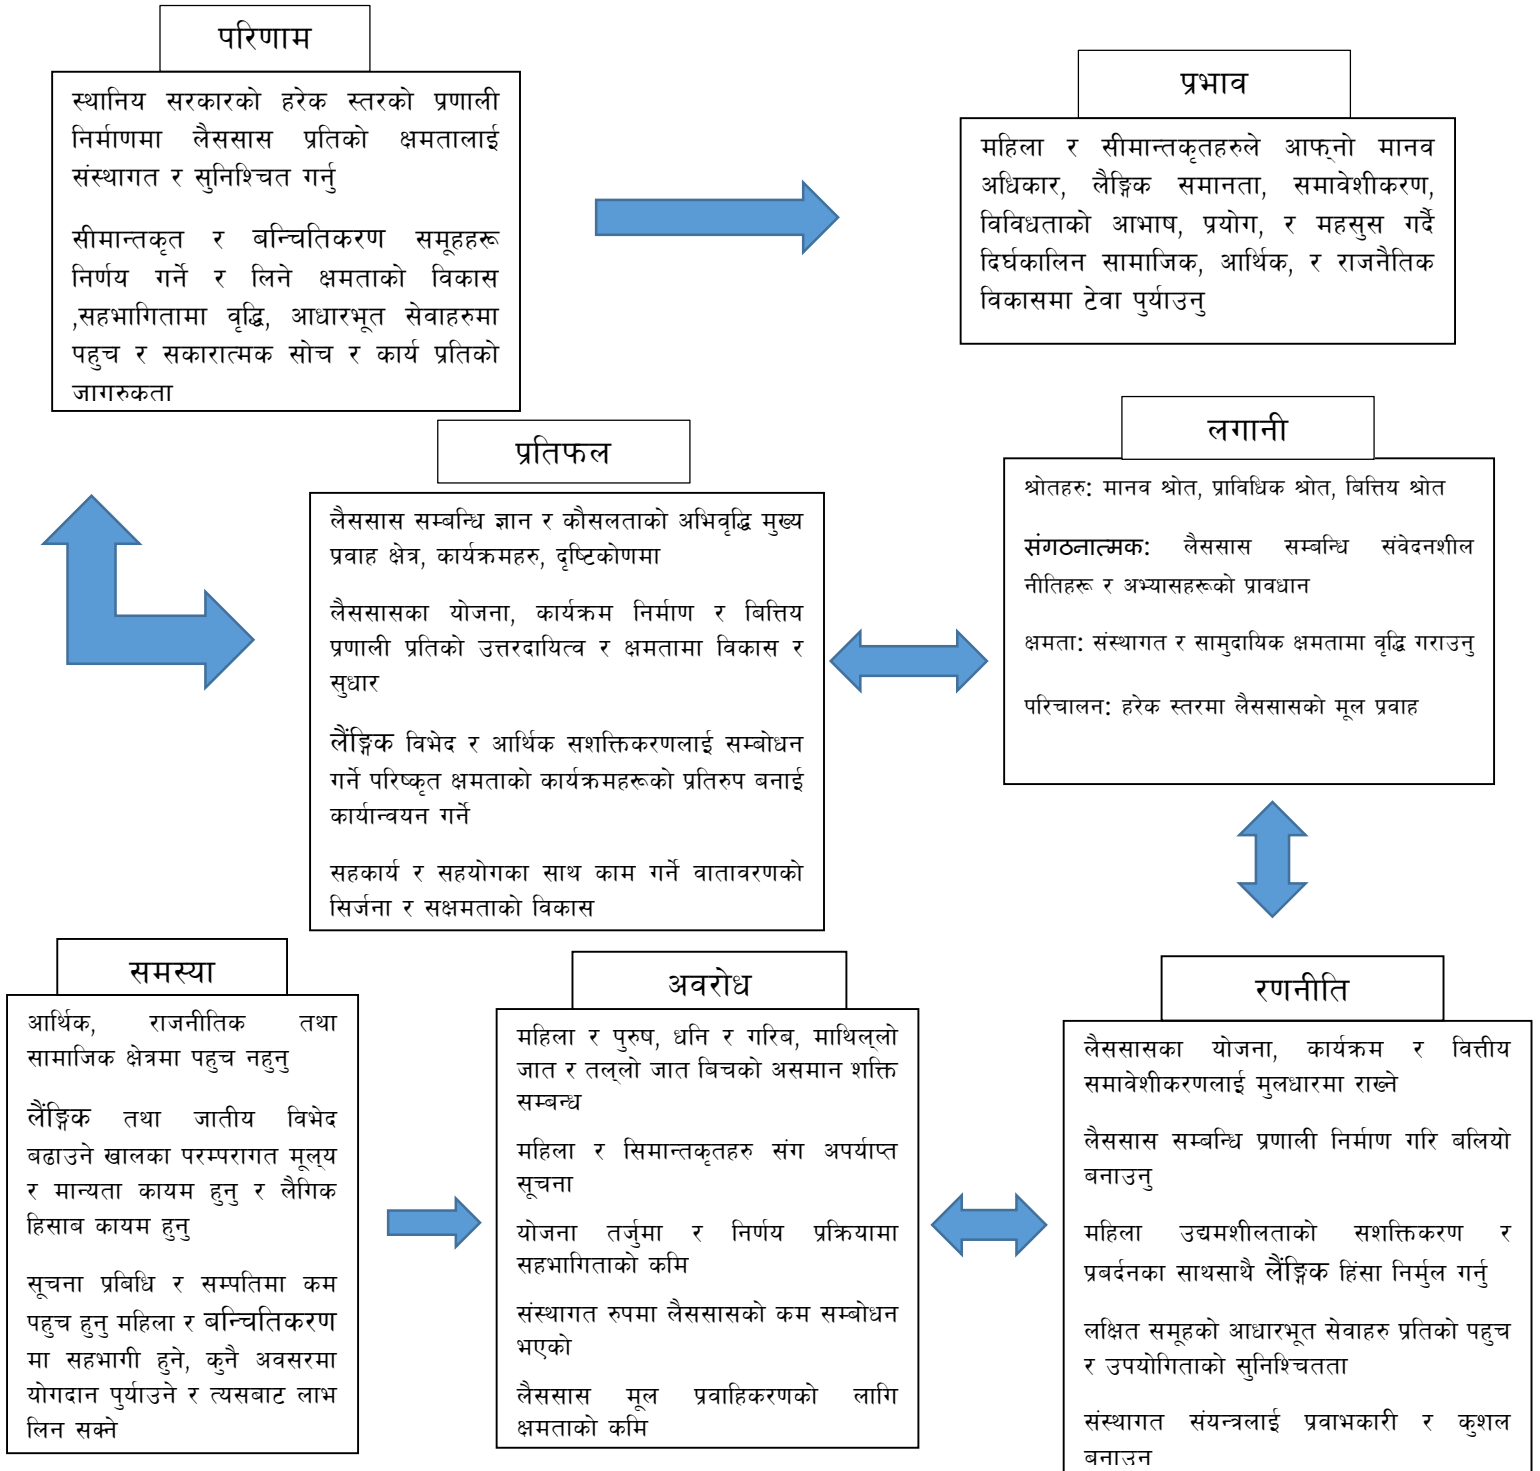 परिणाम
स्थानिय सरकारको हरेक स्तरको प्रणाली
निर्माणमा लैससास प्रतिको क्षमतालाई
संस्थागत र सुनिश्चित गर्नु
सीमान्तकृत र बन्चितिकरण समूहहरू
निर्णय गर्ने र लिने क्षमताको विकास
,सहभागितामा वृद्धि, आधारभूत सेवाहरुमा
पहुच र सकारात्मक सोच र कार्य प्रतिको
जागरुकता
प्रभाव
महिला र सीमान्तकृतहरुले आफ्नो मानव
अधिकार, लैङ्गिक समानता, समावेशीकरण,
विविधताको आभाष, प्रयोग, र महसुस गर्दै
दिर्घकालिन सामाजिक, आर्थिक, र राजनैतिक
विकासमा टेवा पुर्याउनु
प्रतिफल
लैससास सम्बन्धि ज्ञान र कौसलताको अभिवृद्धि मुख्य
प्रवाह क्षेत्र, कार्यक्रमहरु, दृष्टिकोणमा
लैससासका योजना, कार्यक्रम निर्माण र बित्तिय
प्रणाली प्रतिको उत्तरदायित्व र क्षमतामा विकास र
सुधार
लैंङ्गिक विभेद र आर्थिक सशक्तिकरणलाई सम्बोधन
गर्ने परिष्कृत क्षमताको कार्यक्रमहरूको प्रतिरुप बनाई
कार्यान्वयन गर्ने
सहकार्य र सहयोगका साथ काम गर्ने वातावरणको
सिर्जना र सक्षमताको विकास
लगानी
श्रोतहरु: मानव श्रोत, प्राविधिक श्रोत, बित्तिय श्रोत
संगठनात्मक: लैससास सम्बन्धि संवेदनशील
नीतिहरू र अभ्यासहरूको प्रावधान
क्षमता: संस्थागत र सामुदायिक क्षमतामा वृद्धि गराउनु
परिचालन: हरेक स्तरमा लैससासको मूल प्रवाह
समस्या
आर्थिक, राजनीतिक तथा
सामाजिक क्षेत्रमा पहुच नहुनु
लैंङ्गिक तथा जातीय विभेद
बढाउने खालका परम्परागत मूल्य
र मान्यता कायम हुनु र लैगिक
हिसाब कायम हुनु
सूचना प्रबिधि र सम्पतिमा कम
पहुच हुनु महिला र बन्चितिकरण
मा सहभागी हुने, कुनै अवसरमा
योगदान पुर्याउने र त्यसबाट लाभ
लिन सक्ने
अवरोध
महिला र पुरुष, धनि र गरिब, माथिल्लो
जात र तल्लो जात बिचको असमान शक्ति
सम्बन्ध
महिला र सिमान्तकृतहरु संग अपर्याप्त
सूचना
योजना तर्जुमा र निर्णय प्रक्रियामा
सहभागिताको कमि
संस्थागत रुपमा लैससासको कम सम्बोधन
भएको
लैससास मूल प्रवाहिकरणको लागि
क्षमताको कमि
रणनीति
लैससासका योजना, कार्यक्रम र वित्तीय
समावेशीकरणलाई मुलधारमा राख्ने
लैससास सम्बन्धि प्रणाली निर्माण गरि बलियो
बनाउनु
महिला उद्यमशीलताको सशक्तिकरण र
प्रबर्दनका साथसाथै लैंङ्गिक हिंसा निर्मुल गर्नु
लक्षित समूहको आधारभूत सेवाहरु प्रतिको पहुच
र उपयोगिताको सुनिश्चितता
संस्थागत संयन्त्रलाई प्रवाभकारी र कुशल
बनाउन